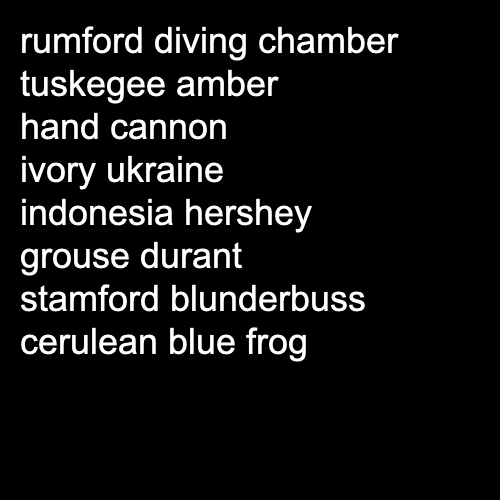 rumford diving chamber
tuskegee amber
hand cannon
ivory ukraine
indonesia hershey
grouse durant
stamford blunderbuss
cerulean blue frog